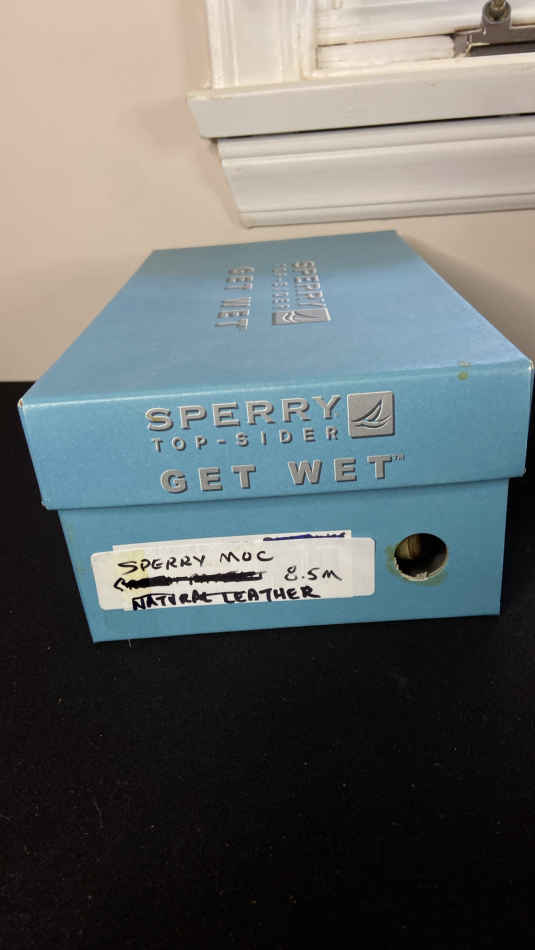 SPERRY
TOP-SIDER
GET WET
SPERRY
TOP-SIDER
GET WET™
SPERRY MOC
8.5M
NATURAL LEATHER